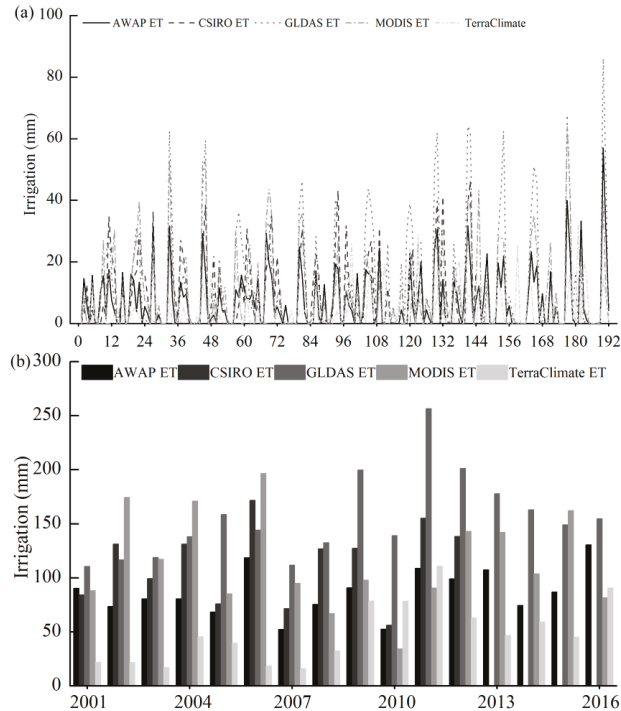 (a)
AWAP ET CSIRO ET GLDAS ET MODIS ET TerraClimate
100
80
60
40
20
0
Irrigation (mm)
0 12 24 36 48 60 72 84 96 108 120 132 144 156 168 180 192
(b)
AWAP ET CSIRO ET GLDAS ET MODIS ET TerraClimate ET
300
250
200
150
100
50
0
Irrigation (mm)
2001 2004 2007 2010 2013 2016